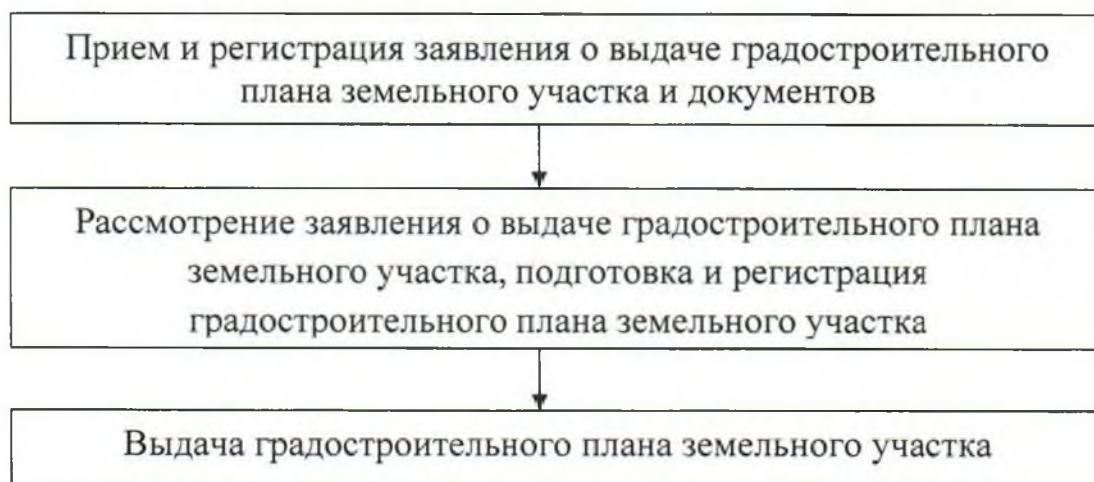 Прием и регистрация заявления о выдаче градостроительного
плана земельного участка и документов
Рассмотрение заявления о выдаче градостроительного плана
земельного участка, подготовка и регистрация
градостроительного плана земельного участка
Выдача градостроительного плана земельного участка